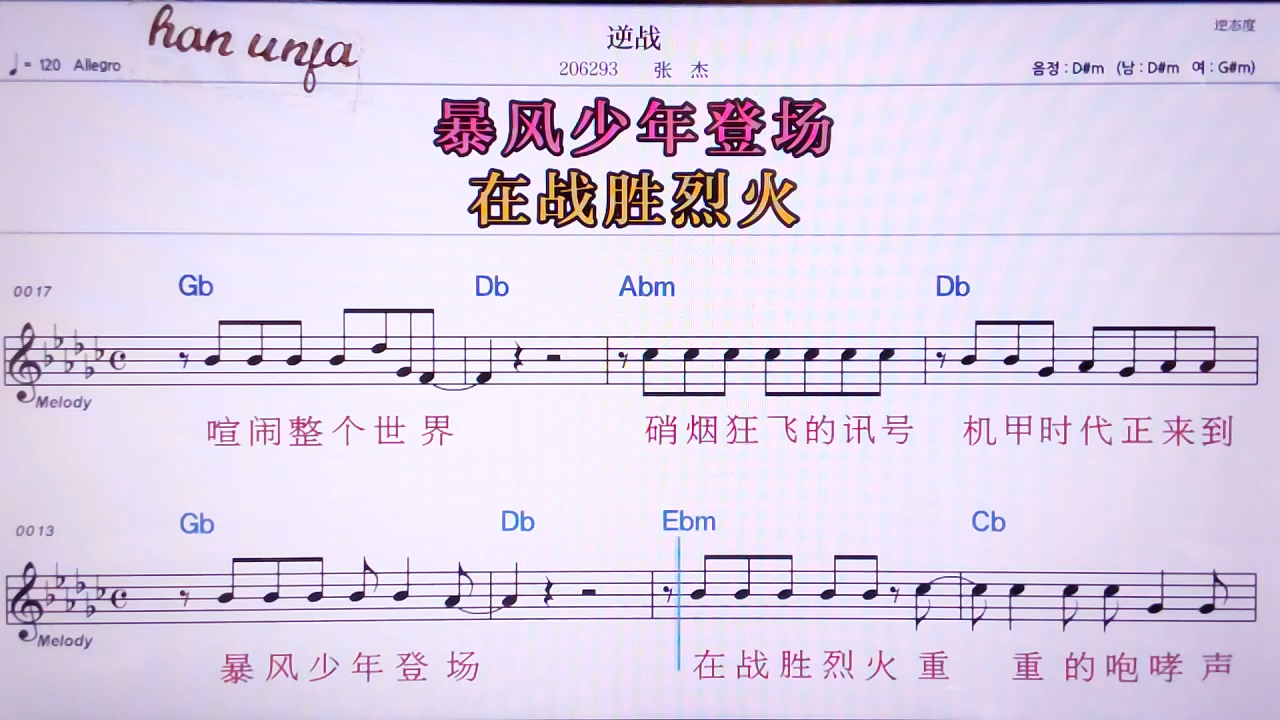 han unfa
逆战
逆态度
♩= 120 Allegro
206293 张 杰
음정 : D#m (남 : D#m 여 : G#m)
暴风少年登场
在战胜烈火
0017
Gb Db Abm Db
Melody
喧闹整个世界 硝烟狂飞的讯号 机甲时代正来到
0013
Gb Db Ebm Cb
Melody
暴风少年登场 在战胜烈火重 重的咆哮声